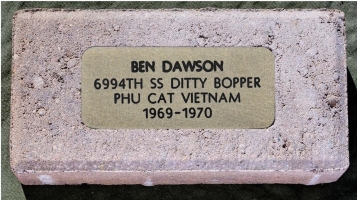 BEN DAWSON
6994TH SS DITTY BOPPER
PHU CAT VIETNAM
1969-1970